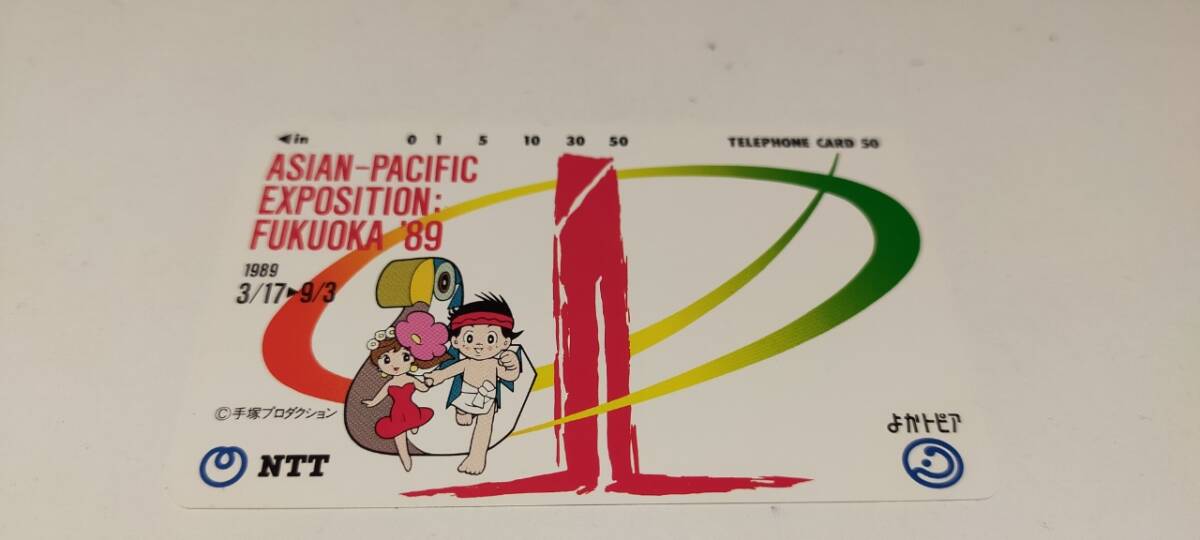 ◀in 0 1 5 10 30 50 TELEPHONE CARD 50
ASIAN-PACIFIC
EXPOSITION:
FUKUOKA '89
1989
3/17▶9/3
©手塚プロダクション
NTT
よかトピア